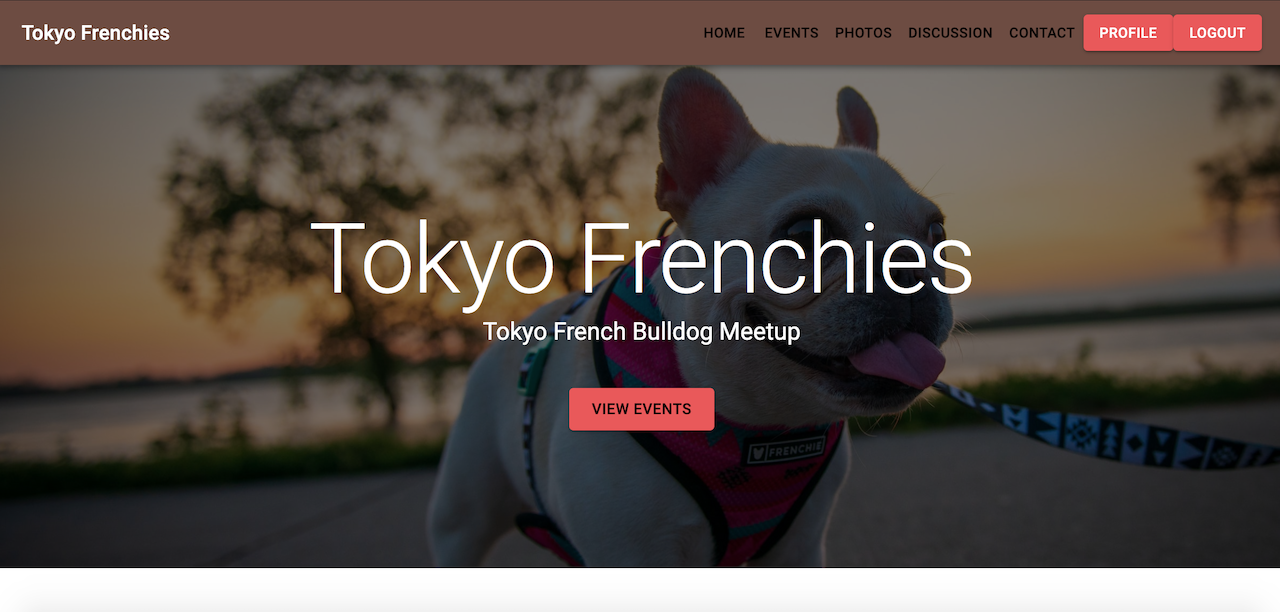 Tokyo Frenchies HOME EVENTS PHOTOS DISCUSSION CONTACT PROFILE LOGOUT
Tokyo Frenchies
Tokyo French Bulldog Meetup
VIEW EVENTS
FRENCHIE